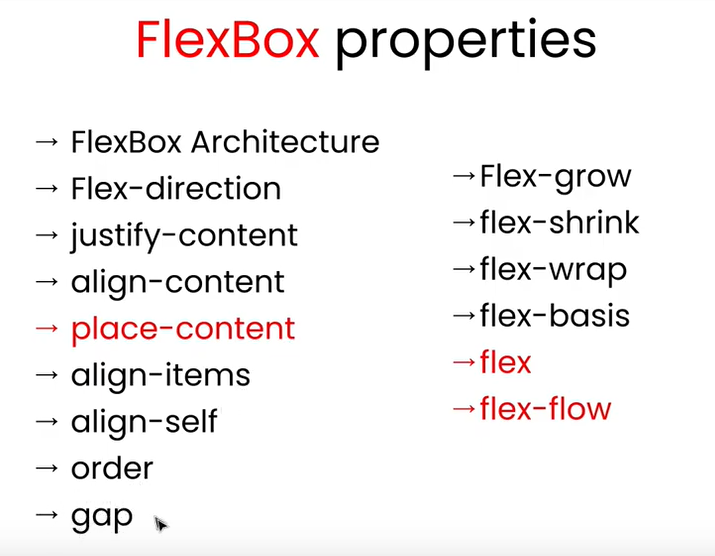 FlexBox properties
→ FlexBox Architecture
→ Flex-direction
→ justify-content
→ align-content
→ place-content
→ align-items
→ align-self
→ order
→ gap
→Flex-grow
→flex-shrink
→flex-wrap
→flex-basis
→flex
→flex-flow